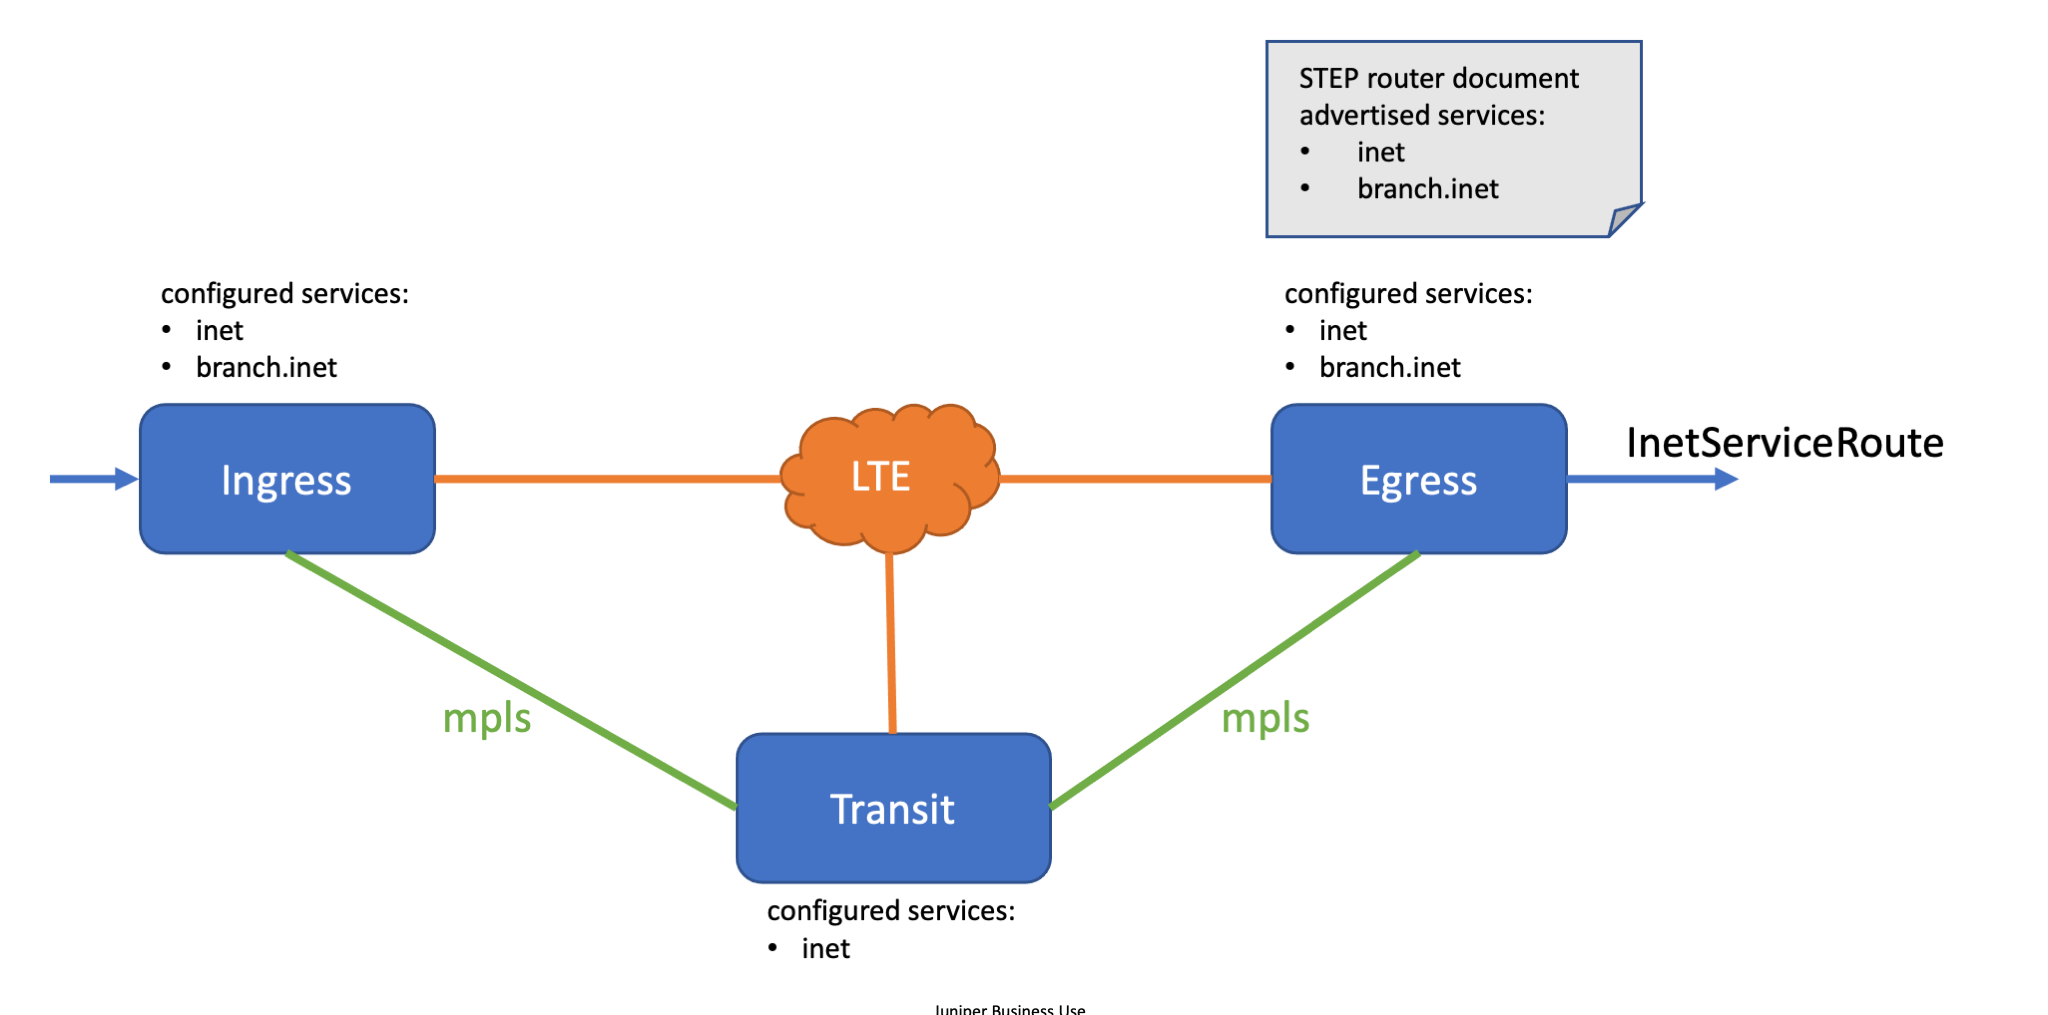 STEP router document
advertised services:
• inet
• branch.inet
configured services:
• inet
• branch.inet
configured services:
• inet
• branch.inet
InetServiceRoute
Ingress
LTE
Egress
mpls
mpls
Transit
configured services:
• inet
Juniper Business Use